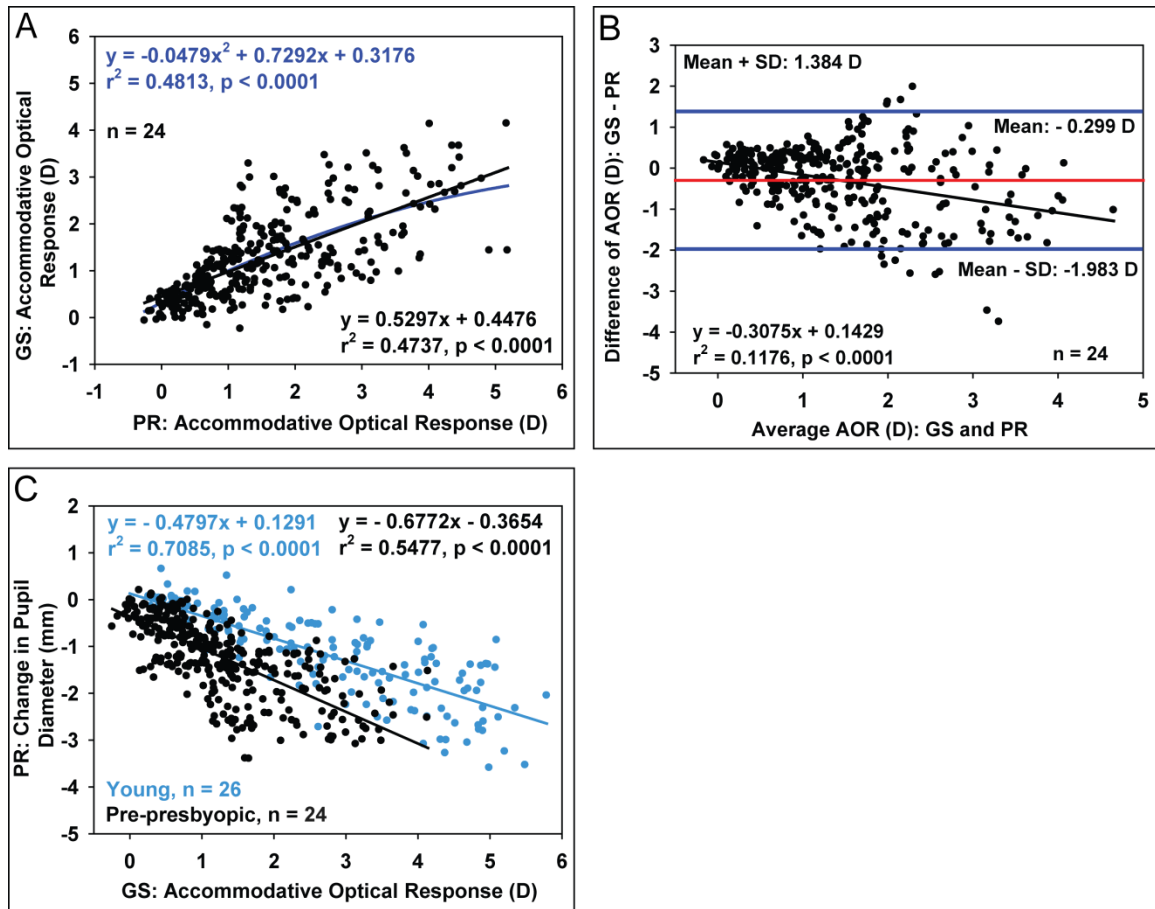 A
6
5
4
3
2
1
0
-1
y = -0.0479x² + 0.7292x + 0.3176
r² = 0.4813, p < 0.0001
n = 24
y = 0.5297x + 0.4476
r² = 0.4737, p < 0.0001
GS: Accommodative Optical
Response (D)
-1 0 1 2 3 4 5 6
PR: Accommodative Optical Response (D)
B
3
2
1
0
-1
-2
-3
-4
-5
Mean + SD: 1.384 D
Mean: - 0.299 D
Mean - SD: -1.983 D
y = -0.3075x + 0.1429
r² = 0.1176, p < 0.0001
n = 24
Difference of AOR (D): GS - PR
0 1 2 3 4 5
Average AOR (D): GS and PR
C
2
1
0
-1
-2
-3
-4
-5
y = - 0.4797x + 0.1291
r² = 0.7085, p < 0.0001
y = - 0.6772x - 0.3654
r² = 0.5477, p < 0.0001
Young, n = 26
Pre-presbyopic, n = 24
PR: Change in Pupil
Diameter (mm)
0 1 2 3 4 5 6
GS: Accommodative Optical Response (D)